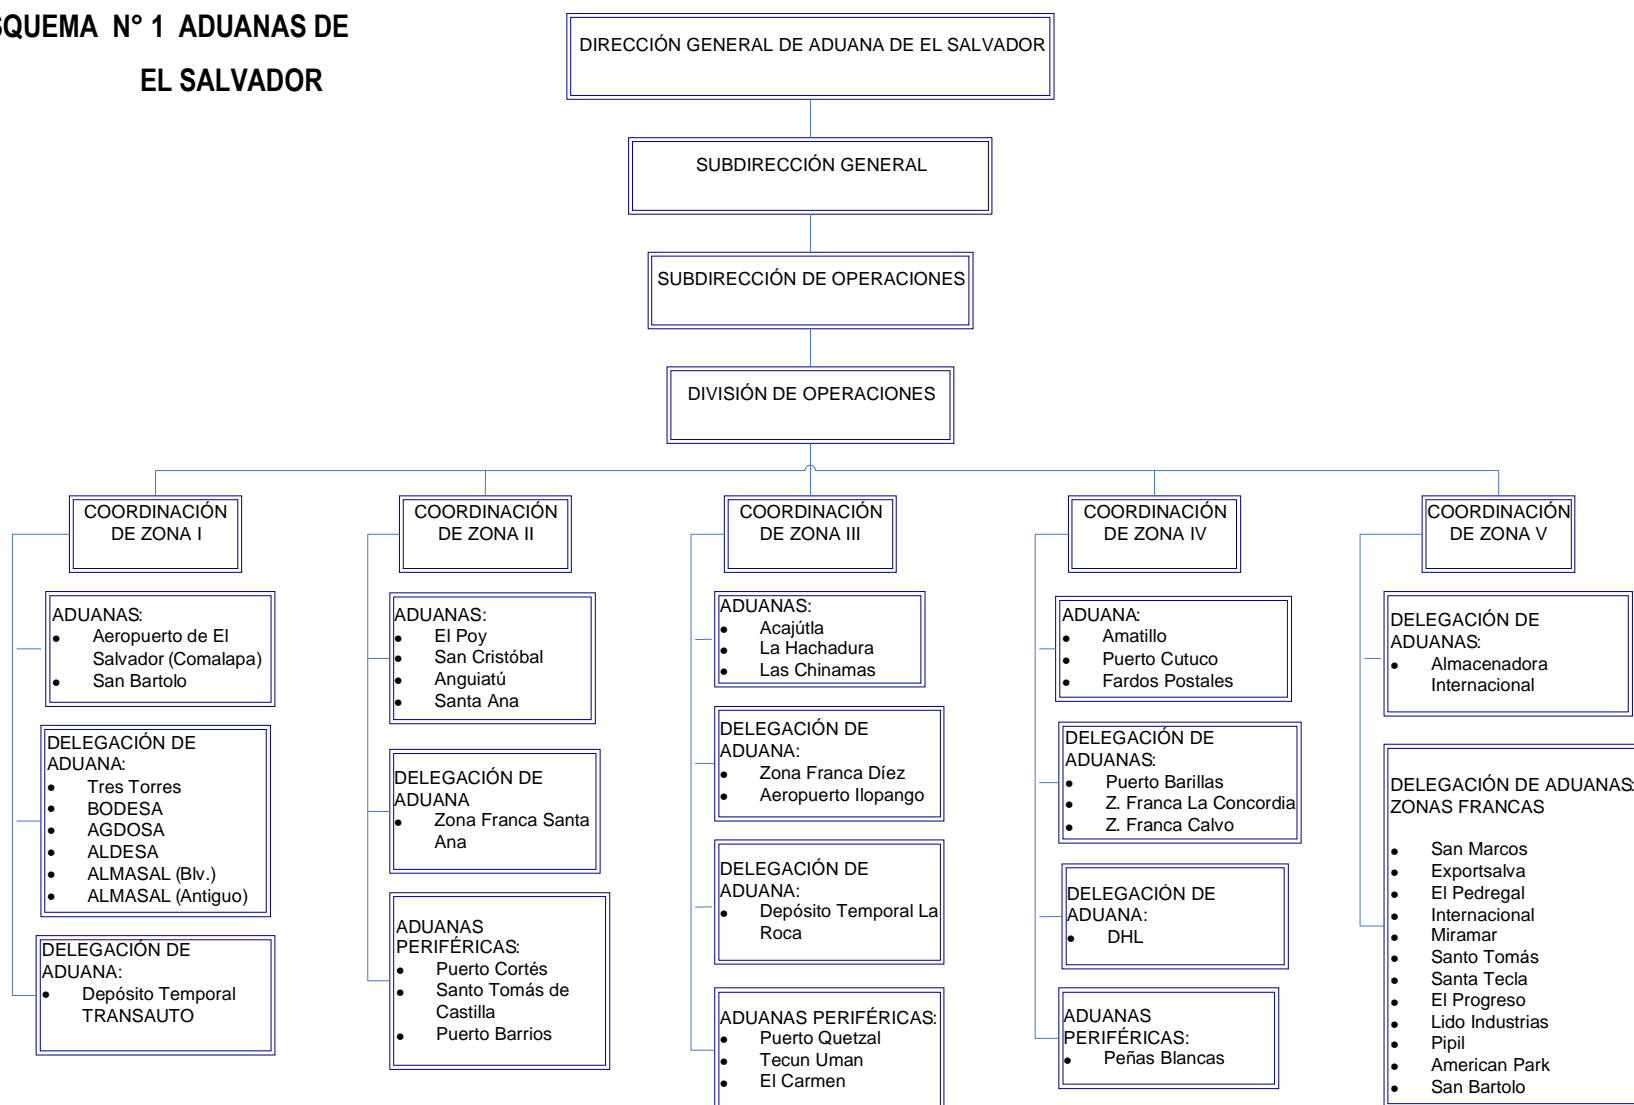 SQUEMA N° 1 ADUANAS DE
EL SALVADOR
DIRECCIÓN GENERAL DE ADUANA DE EL SALVADOR
SUBDIRECCIÓN GENERAL
SUBDIRECCIÓN DE OPERACIONES
DIVISIÓN DE OPERACIONES
COORDINACIÓN
DE ZONA I
ADUANAS:
● Aeropuerto de El
Salvador (Comalapa)
● San Bartolo
DELEGACIÓN DE
ADUANA:
● Tres Torres
● BODESA
● AGDOSA
● ALDESA
● ALMASAL (Blv.)
● ALMASAL (Antiguo)
DELEGACIÓN DE
ADUANA:
● Depósito Temporal
TRANSAUTO
COORDINACIÓN
DE ZONA II
ADUANAS:
● El Poy
● San Cristóbal
● Anguiatú
● Santa Ana
DELEGACIÓN DE
ADUANA
● Zona Franca Santa
Ana
ADUANAS
PERIFÉRICAS:
● Puerto Cortés
● Santo Tomás de
Castilla
● Puerto Barrios
COORDINACIÓN
DE ZONA III
ADUANAS:
● Acajútla
● La Hachadura
● Las Chinamas
DELEGACIÓN DE
ADUANA:
● Zona Franca Díez
● Aeropuerto Ilopango
DELEGACIÓN DE
ADUANA:
● Depósito Temporal La
Roca
ADUANAS PERIFÉRICAS:
● Puerto Quetzal
● Tecun Uman
● El Carmen
COORDINACIÓN
DE ZONA IV
ADUANA:
● Amatillo
● Puerto Cutuco
● Fardos Postales
DELEGACIÓN DE
ADUANAS:
● Puerto Barillas
● Z. Franca La Concordia
● Z. Franca Calvo
DELEGACIÓN DE
ADUANA:
● DHL
ADUANAS
PERIFÉRICAS:
● Peñas Blancas
COORDINACIÓN
DE ZONA V
DELEGACIÓN DE
ADUANAS:
● Almacenadora
Internacional
DELEGACIÓN DE ADUANAS:
ZONAS FRANCAS
● San Marcos
● Exportsalva
● El Pedregal
● Internacional
● Miramar
● Santo Tomás
● Santa Tecla
● El Progreso
● Lido Industrias
● Pipil
● American Park
● San Bartolo